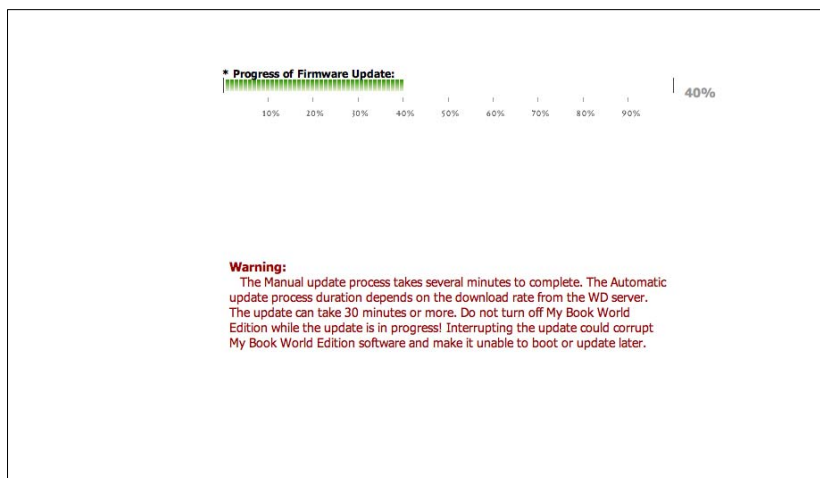 * Progress of Firmware Update:
40%
10% 20% 30% 40% 50% 60% 70% 80% 90%
Warning:
The Manual update process takes several minutes to complete. The Automatic
update process duration depends on the download rate from the WD server.
The update can take 30 minutes or more. Do not turn off My Book World
Edition while the update is in progress! Interrupting the update could corrupt
My Book World Edition software and make it unable to boot or update later.